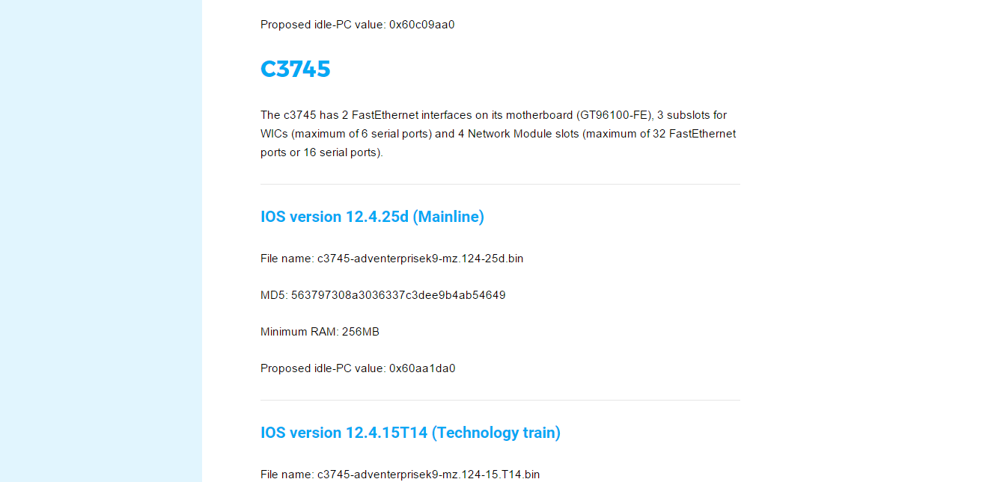 Proposed idle-PC value: 0x60c09aa0
C3745
The c3745 has 2 FastEthernet interfaces on its motherboard (GT96100-FE), 3 subslots for
WICs (maximum of 6 serial ports) and 4 Network Module slots (maximum of 32 FastEthernet
ports or 16 serial ports).
IOS version 12.4.25d (Mainline)
File name: c3745-adventerprisek9-mz.124-25d.bin
MD5: 563797308a3036337c3dee9b4ab54649
Minimum RAM: 256MB
Proposed idle-PC value: 0x60aa1da0
IOS version 12.4.15T14 (Technology train)
File name: c3745-adventerprisek9-mz.124-15.T14.bin